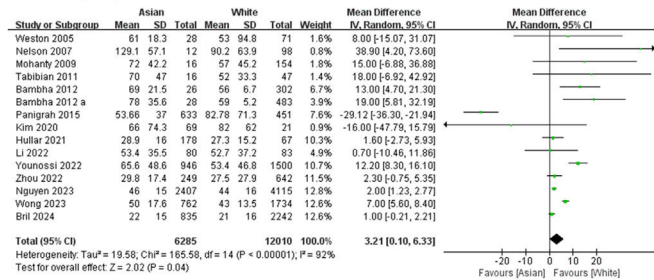 Asian White Mean Difference Mean Difference
Study or Subgroup Mean SD Total Mean SD Total Weight IV, Random, 95% CI IV, Random, 95% CI
Weston 2005 61 18.3 28 53 94.8 71 1.6% 8.00 [-15.07, 31.07]
Nelson 2007 129.1 57.1 12 90.2 63.9 98 0.8% 38.90 [4.20, 73.60]
Mohanty 2009 72 42.2 16 57 45.2 154 1.8% 15.00 [-6.88, 36.88]
Tabibian 2011 70 47 16 52 33.3 47 1.4% 18.00 [-6.92, 42.92]
Bambha 2012 69 21.5 26 56 6.7 302 6.3% 13.00 [4.70, 21.30]
Bambha 2012 a 78 35.6 28 59 5.2 483 3.8% 19.00 [5.81, 32.19]
Panigrah 2015 53.66 37 633 82.78 71.3 451 7.0% -29.12 [-36.30, -21.94]
Kim 2020 66 74.3 69 82 62 21 0.9% -16.00 [-47.79, 15.79]
Hullar 2021 28.9 16 178 27.3 15.2 67 10.1% 1.60 [-2.73, 5.93]
Li 2022 53.4 35.5 80 52.7 37.2 83 4.8% 0.70 [-10.46, 11.86]
Younossi 2022 65.6 48.6 946 53.4 46.8 1500 10.6% 12.20 [8.30, 16.10]
Zhou 2022 29.8 17.4 249 27.5 27.9 642 11.6% 2.30 [-0.75, 5.35]
Nguyen 2023 46 15 2407 44 16 4115 13.3% 2.00 [1.23, 2.77]
Wong 2023 50 17.6 762 43 13.5 1734 13.0% 7.00 [5.60, 8.40]
Bril 2024 22 15 835 21 16 2242 13.1% 1.00 [-0.21, 2.21]
Total (95% CI) 6285 12010 100.0% 3.21 [0.10, 6.33]
Heterogeneity: Tau² = 19.58; Chi² = 165.58, df = 14 (P < 0.00001); I² = 92%
Test for overall effect: Z = 2.02 (P = 0.04)
-20 -10 0 10 20
Favours [Asian] Favours [White]